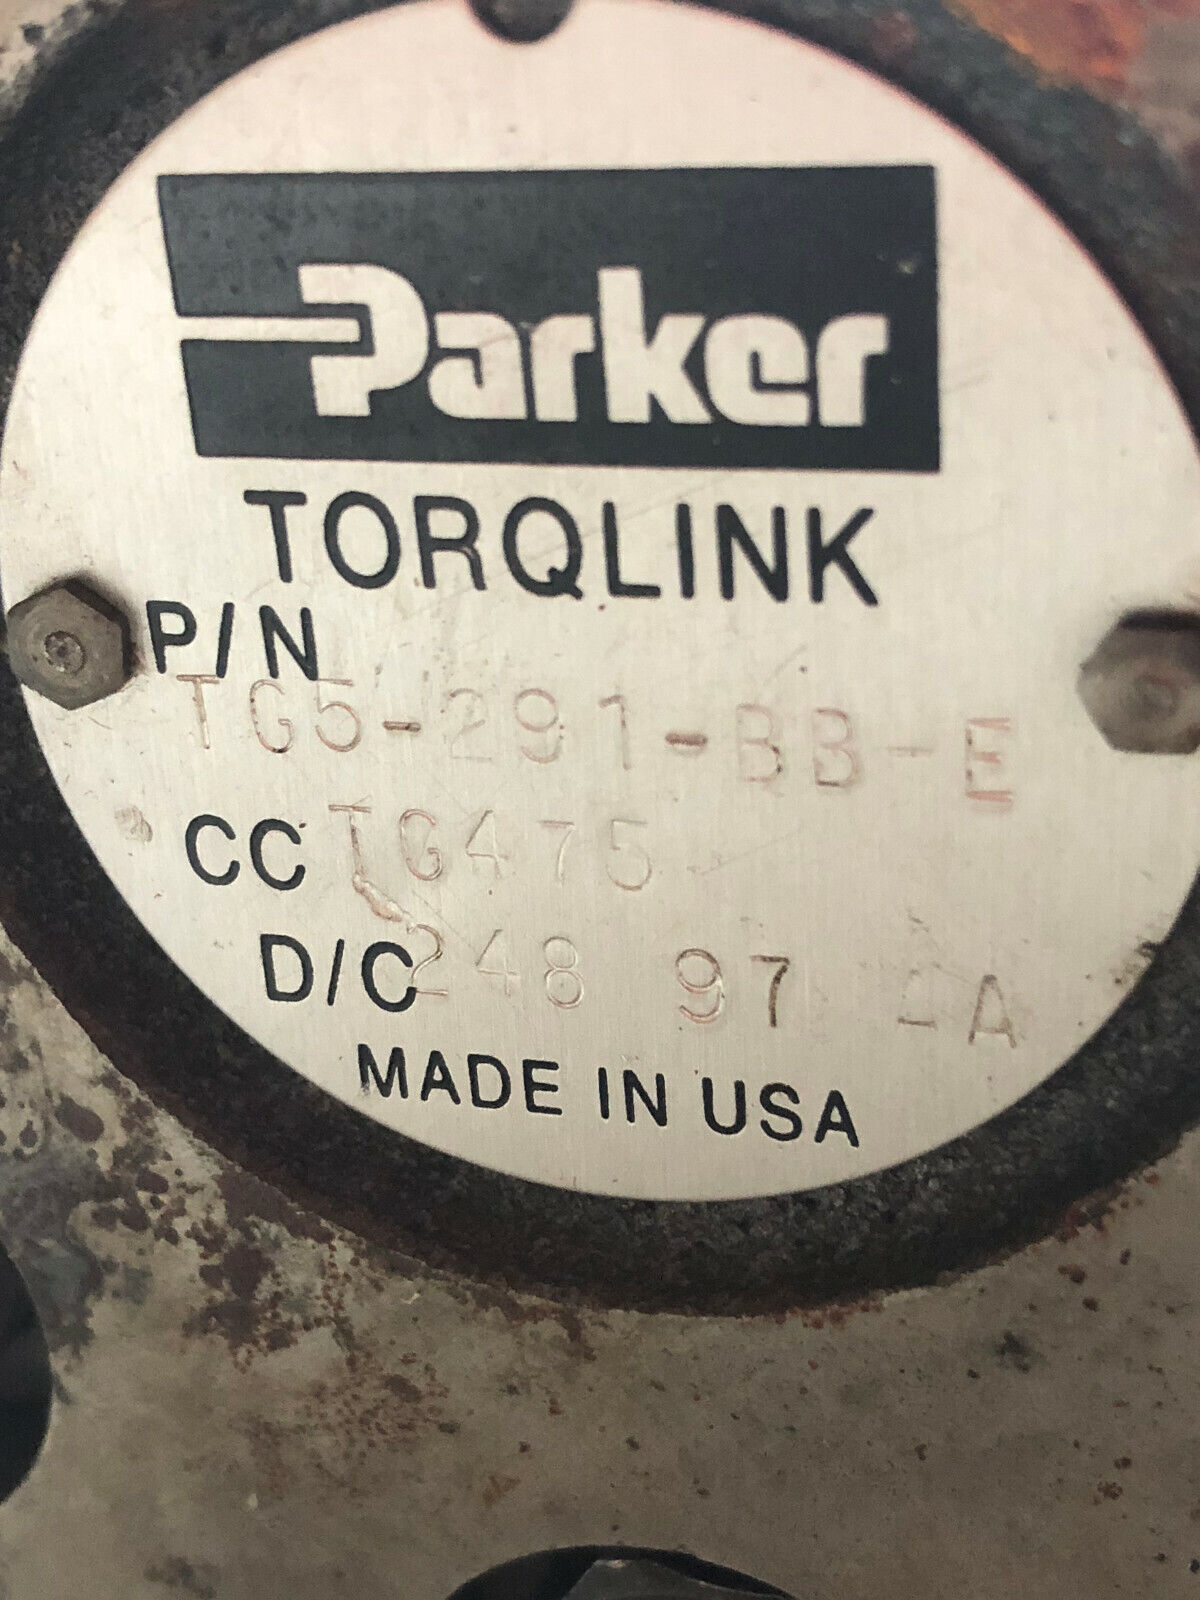 Parker
TORQLINK
P/N
TG5-291-BB-E
CC TG475
D/C 248 97 -A
MADE IN USA